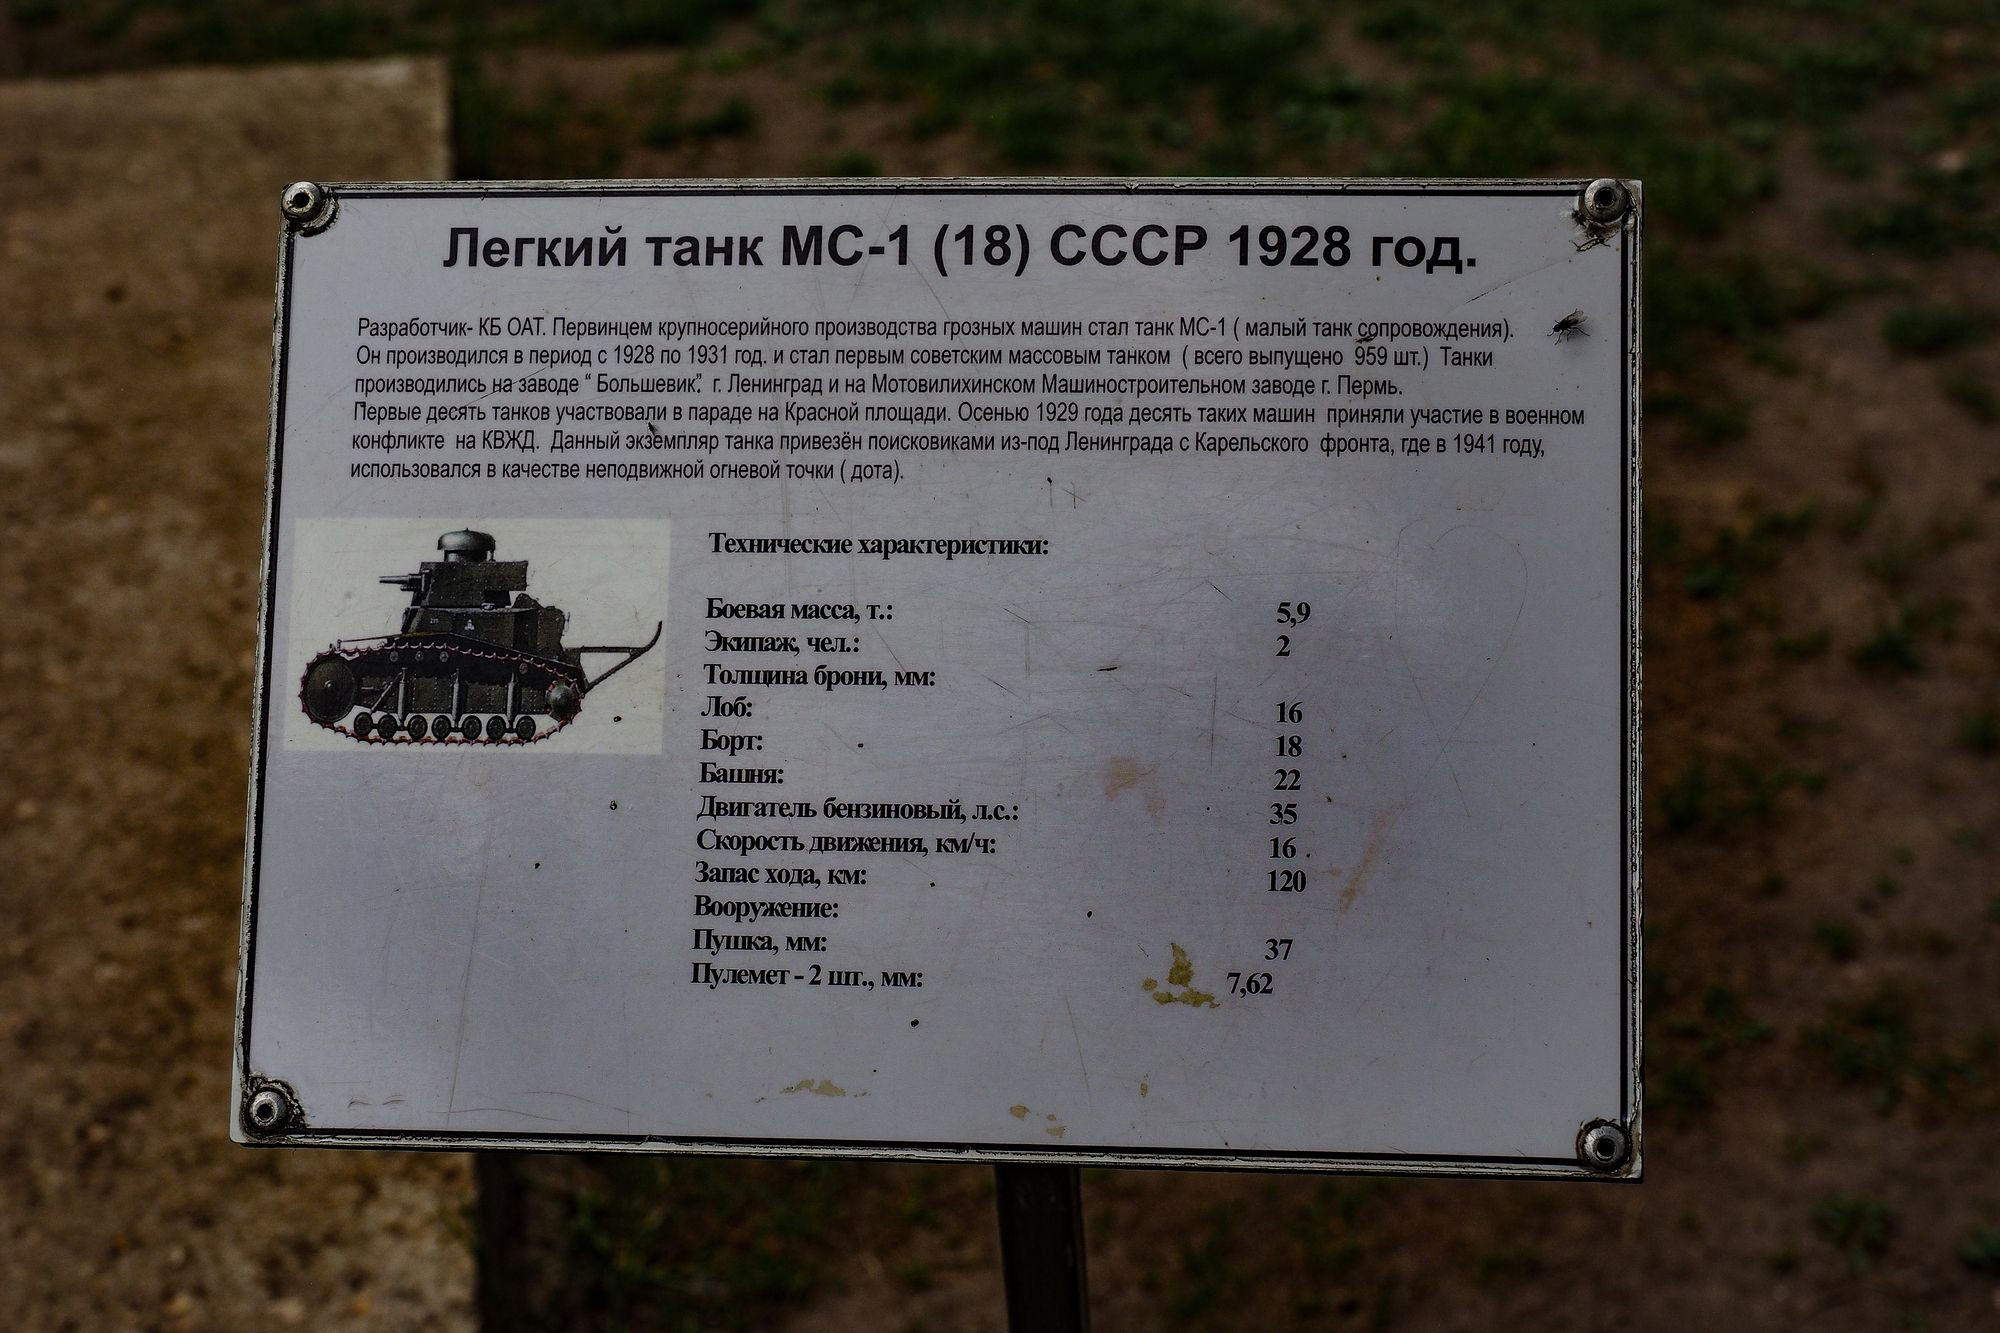 Легкий танк МС-1 (18) СССР 1928 год.
Разработчик- КБ ОАТ. Первинцем крупносерийного производства грозных машин стал танк МС-1 ( малый танк сопровождения).
Он производился в период с 1928 по 1931 год. и стал первым советским массовым танком ( всего выпущено 959 шт.) Танки
производились на заводе “ Большевик”. г. Ленинград и на Мотовилихинском Машиностроительном заводе г. Пермь.
Первые десять танков участвовали в параде на Красной площади. Осенью 1929 года десять таких машин приняли участие в военном
конфликте на КВЖД. Данный экземпляр танка привезён поисковиками из-под Ленинграда с Карельского фронта, где в 1941 году,
использовался в качестве неподвижной огневой точки ( дота).
Технические характеристики:
Боевая масса, т.: 5,9
Экипаж, чел.: 2
Толщина брони, мм:
Лоб: 16
Борт: 18
Башня: 22
Двигатель бензиновый, л.с.: 35
Скорость движения, км/ч: 16
Запас хода, км: 120
Вооружение:
Пушка, мм: 37
Пулемет - 2 шт., мм: 7,62